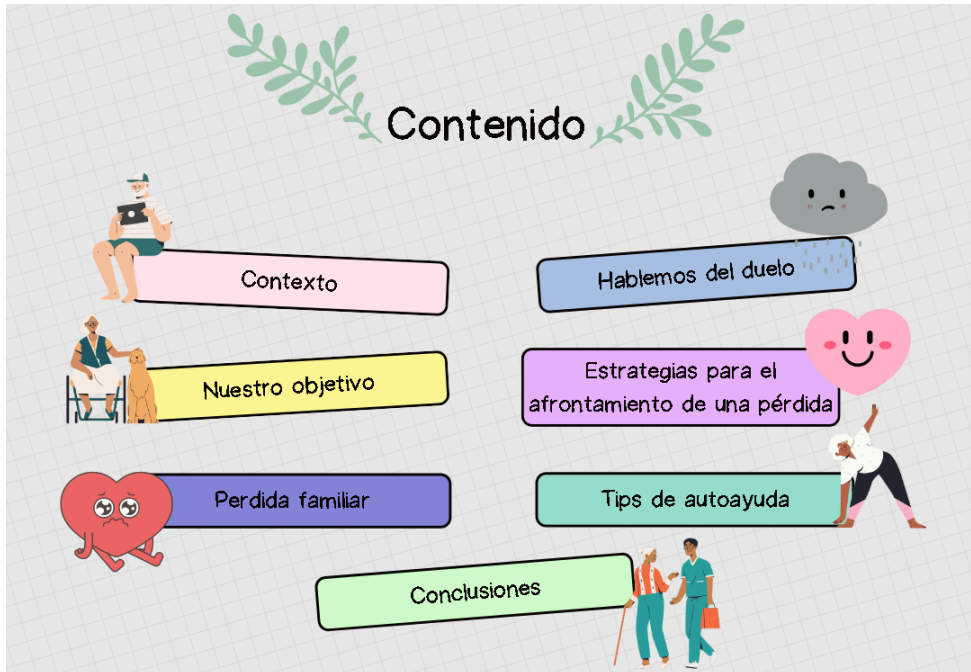 Contenido
Contexto
Nuestro objetivo
Perdida familiar
Hablemos del duelo
Estrategias para el
afrontamiento de una pérdida
Tips de autoayuda
Conclusiones